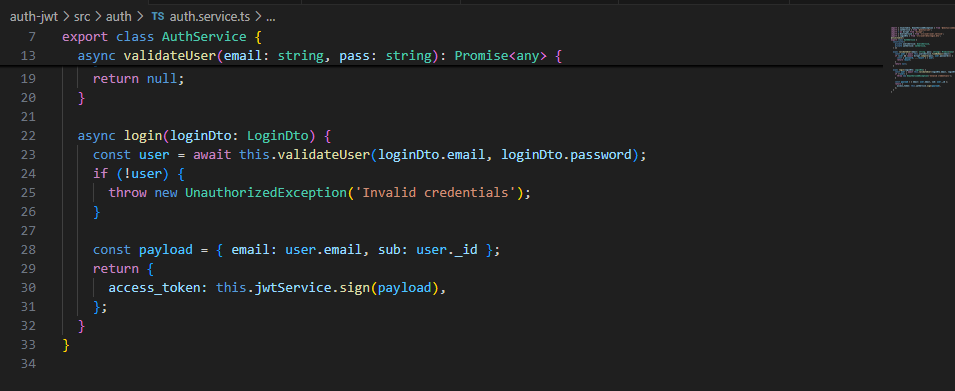 auth-jwt > src > auth > TS auth.service.ts > ...
7 export class AuthService {
13 async validateUser(email: string, pass: string): Promise<any> {
19 return null;
20 }
21
22 async login(loginDto: LoginDto) {
23 const user = await this.validateUser(loginDto.email, loginDto.password);
24 if (!user) {
25 throw new UnauthorizedException('Invalid credentials');
26 }
27
28 const payload = { email: user.email, sub: user._id };
29 return {
30 access_token: this.jwtService.sign(payload),
31 };
32 }
33 }
34